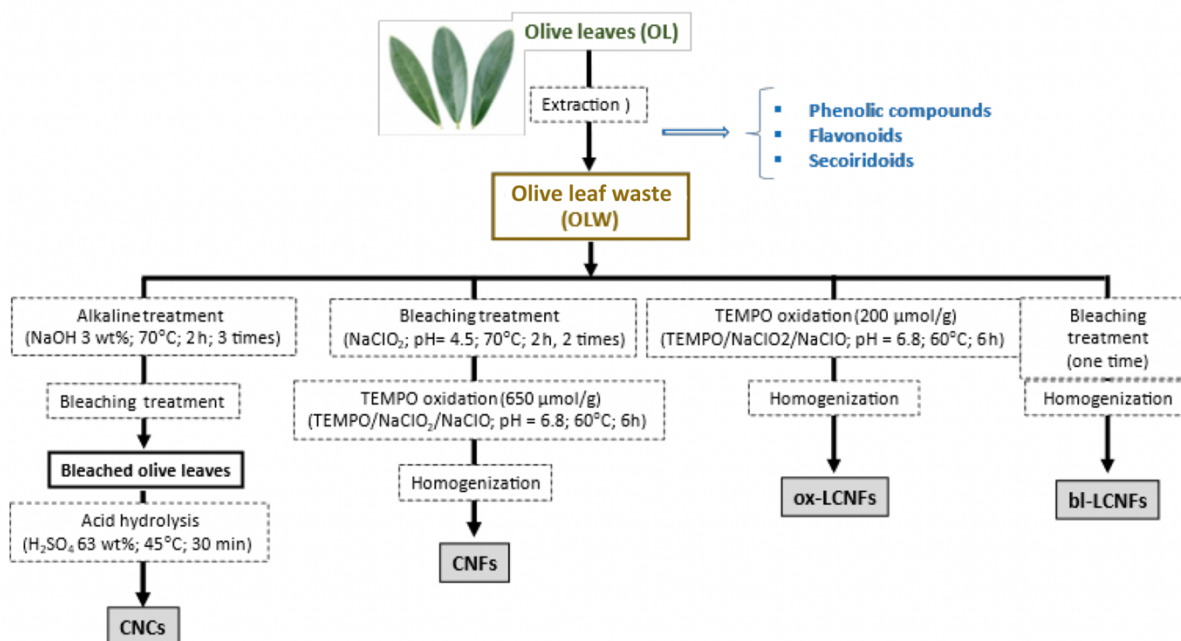 Olive leaves (OL)
Extraction )
▪ Phenolic compounds
▪ Flavonoids
▪ Secoiridoids
Olive leaf waste
(OLW)
Alkaline treatment
(NaOH 3 wt%; 70°C; 2h; 3 times)
Bleaching treatment
Bleached olive leaves
Acid hydrolysis
(H₂SO₄ 63 wt%; 45°C; 30 min)
CNCs
Bleaching treatment
(NaClO₂; pH= 4.5; 70°C; 2h, 2 times)
TEMPO oxidation (650 μmol/g)
(TEMPO/NaClO₂/NaClO; pH = 6.8; 60°C; 6h)
Homogenization
CNFs
TEMPO oxidation (200 μmol/g)
(TEMPO/NaClO2/NaClO; pH = 6.8; 60°C; 6h)
Homogenization
ox-LCNFs
Bleaching
treatment
(one time)
Homogenization
bl-LCNFs